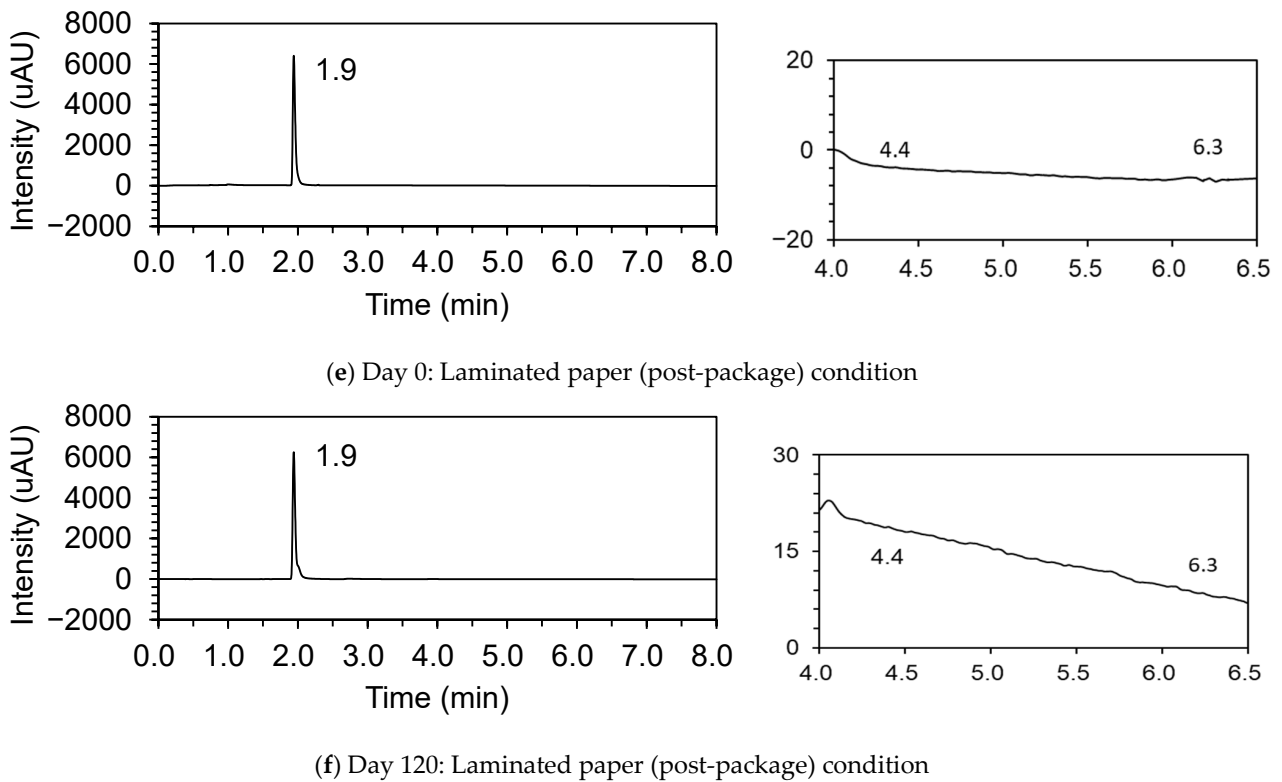 8000
6000
4000
2000
0
−2000
Intensity (uAU)
1.9
0.0 1.0 2.0 3.0 4.0 5.0 6.0 7.0 8.0
Time (min)
20
0
−20
4.4
6.3
4.0 4.5 5.0 5.5 6.0 6.5
(e) Day 0: Laminated paper (post-package) condition
8000
6000
4000
2000
0
−2000
Intensity (uAU)
1.9
0.0 1.0 2.0 3.0 4.0 5.0 6.0 7.0 8.0
Time (min)
30
15
0
4.4
6.3
4.0 4.5 5.0 5.5 6.0 6.5
(f) Day 120: Laminated paper (post-package) condition